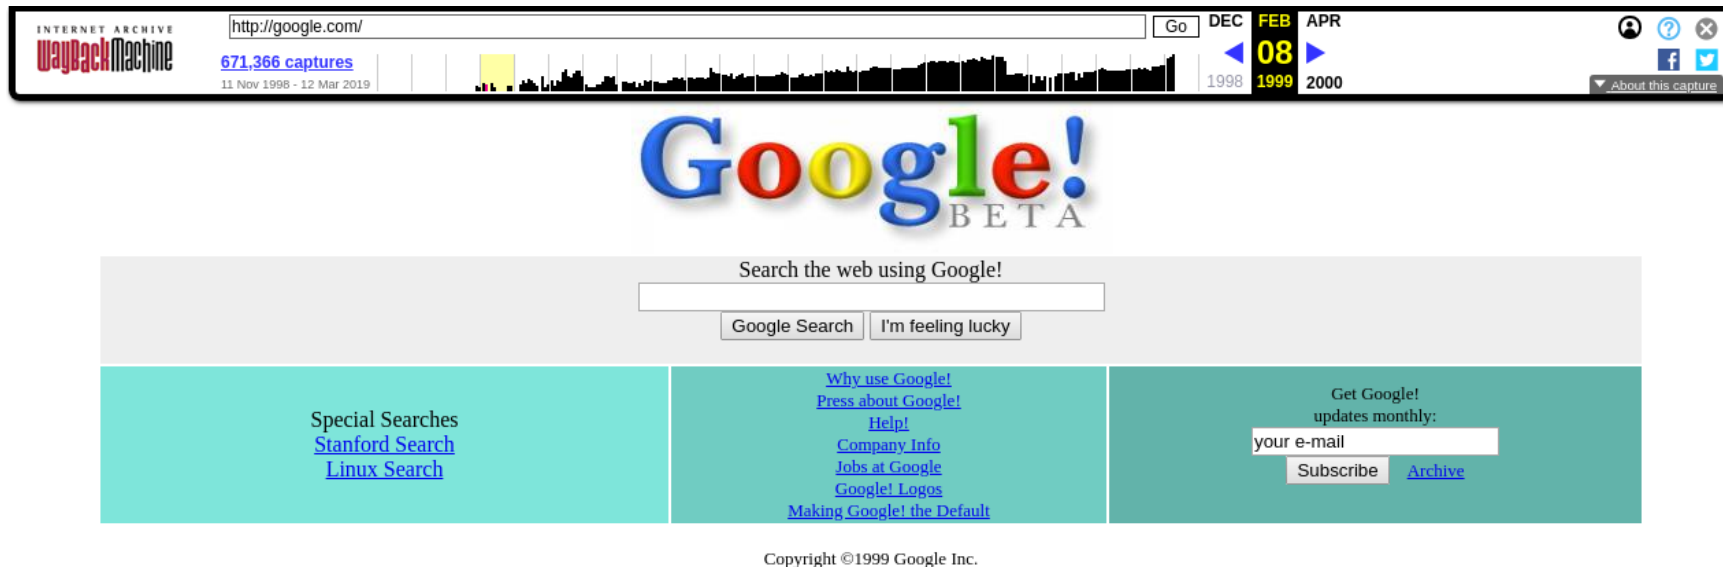 INTERNET ARCHIVE
WayBackMachine
http://google.com/
Go
DEC FEB APR
671,366 captures
08
11 Nov 1998 - 12 Mar 2019
1998 1999 2000
About this capture
Google!
BETA
Search the web using Google!
Google Search I'm feeling lucky
Special Searches
Stanford Search
Linux Search
Why use Google!
Press about Google!
Help!
Company Info
Jobs at Google
Google! Logos
Making Google! the Default
Get Google!
updates monthly:
your e-mail
Subscribe Archive
Copyright ©1999 Google Inc.